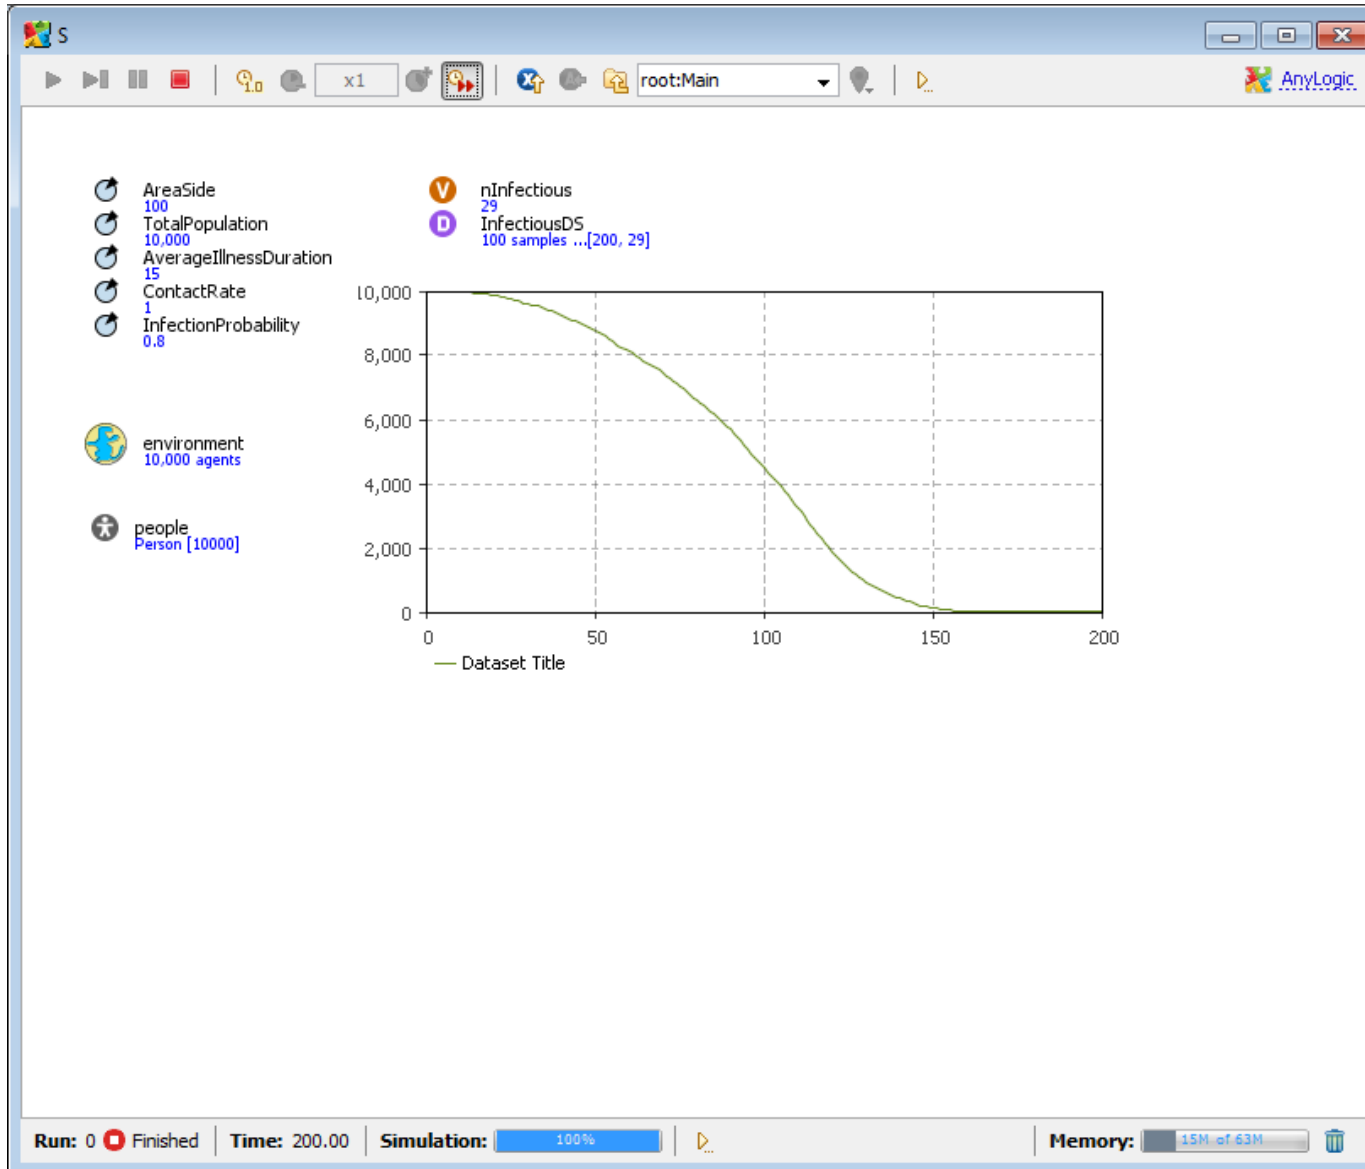 S
1.0
x1
root:Main
AnyLogic
AreaSide
100
TotalPopulation
10,000
AverageIllnessDuration
15
ContactRate
1
InfectionProbability
0.8
V nInfectious
29
D InfectiousDS
100 samples ...[200, 29]
environment
10,000 agents
people
Person [10000]
10,000
8,000
6,000
4,000
2,000
0
0 50 100 150 200
Dataset Title
Run: 0 Finished Time: 200.00 Simulation: 100% Memory: 15M of 63M